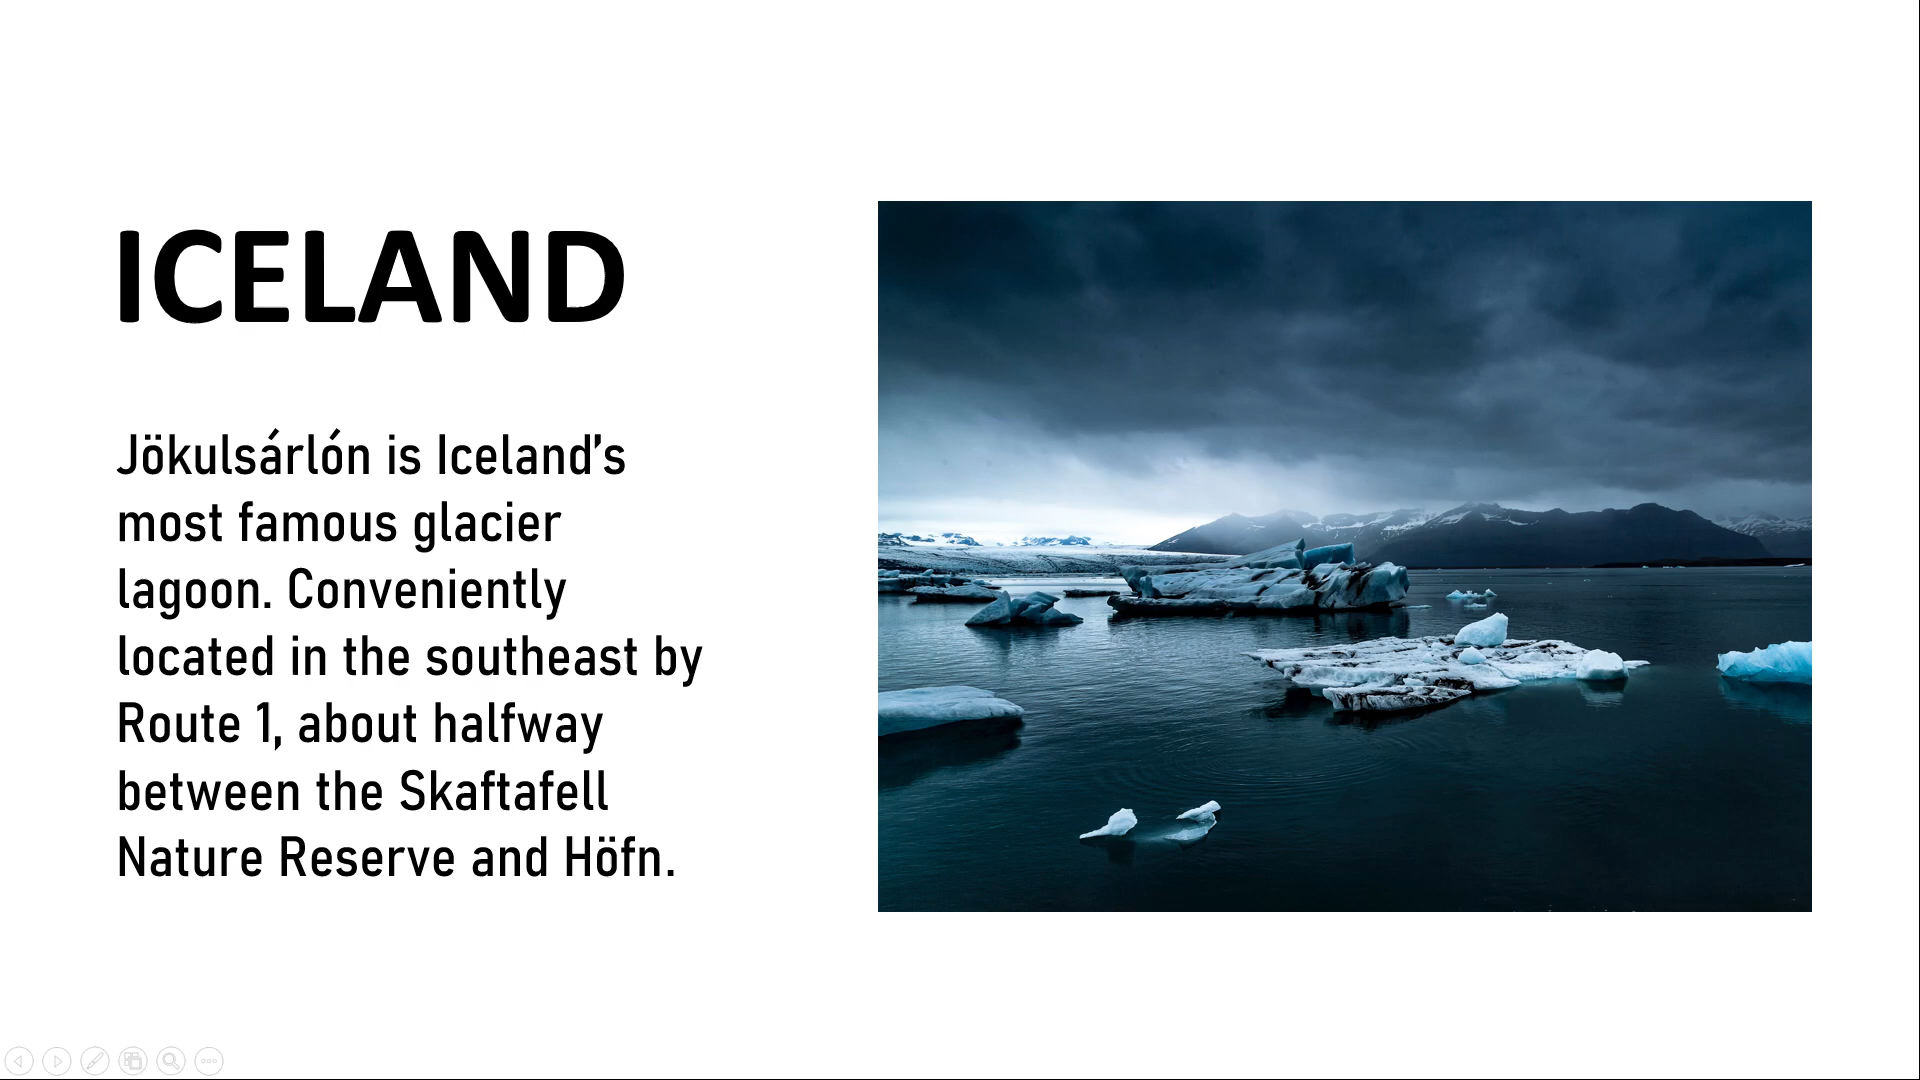 ICELAND
Jökulsárlón is Iceland’s
most famous glacier
lagoon. Conveniently
located in the southeast by
Route 1, about halfway
between the Skaftafell
Nature Reserve and Höfn.